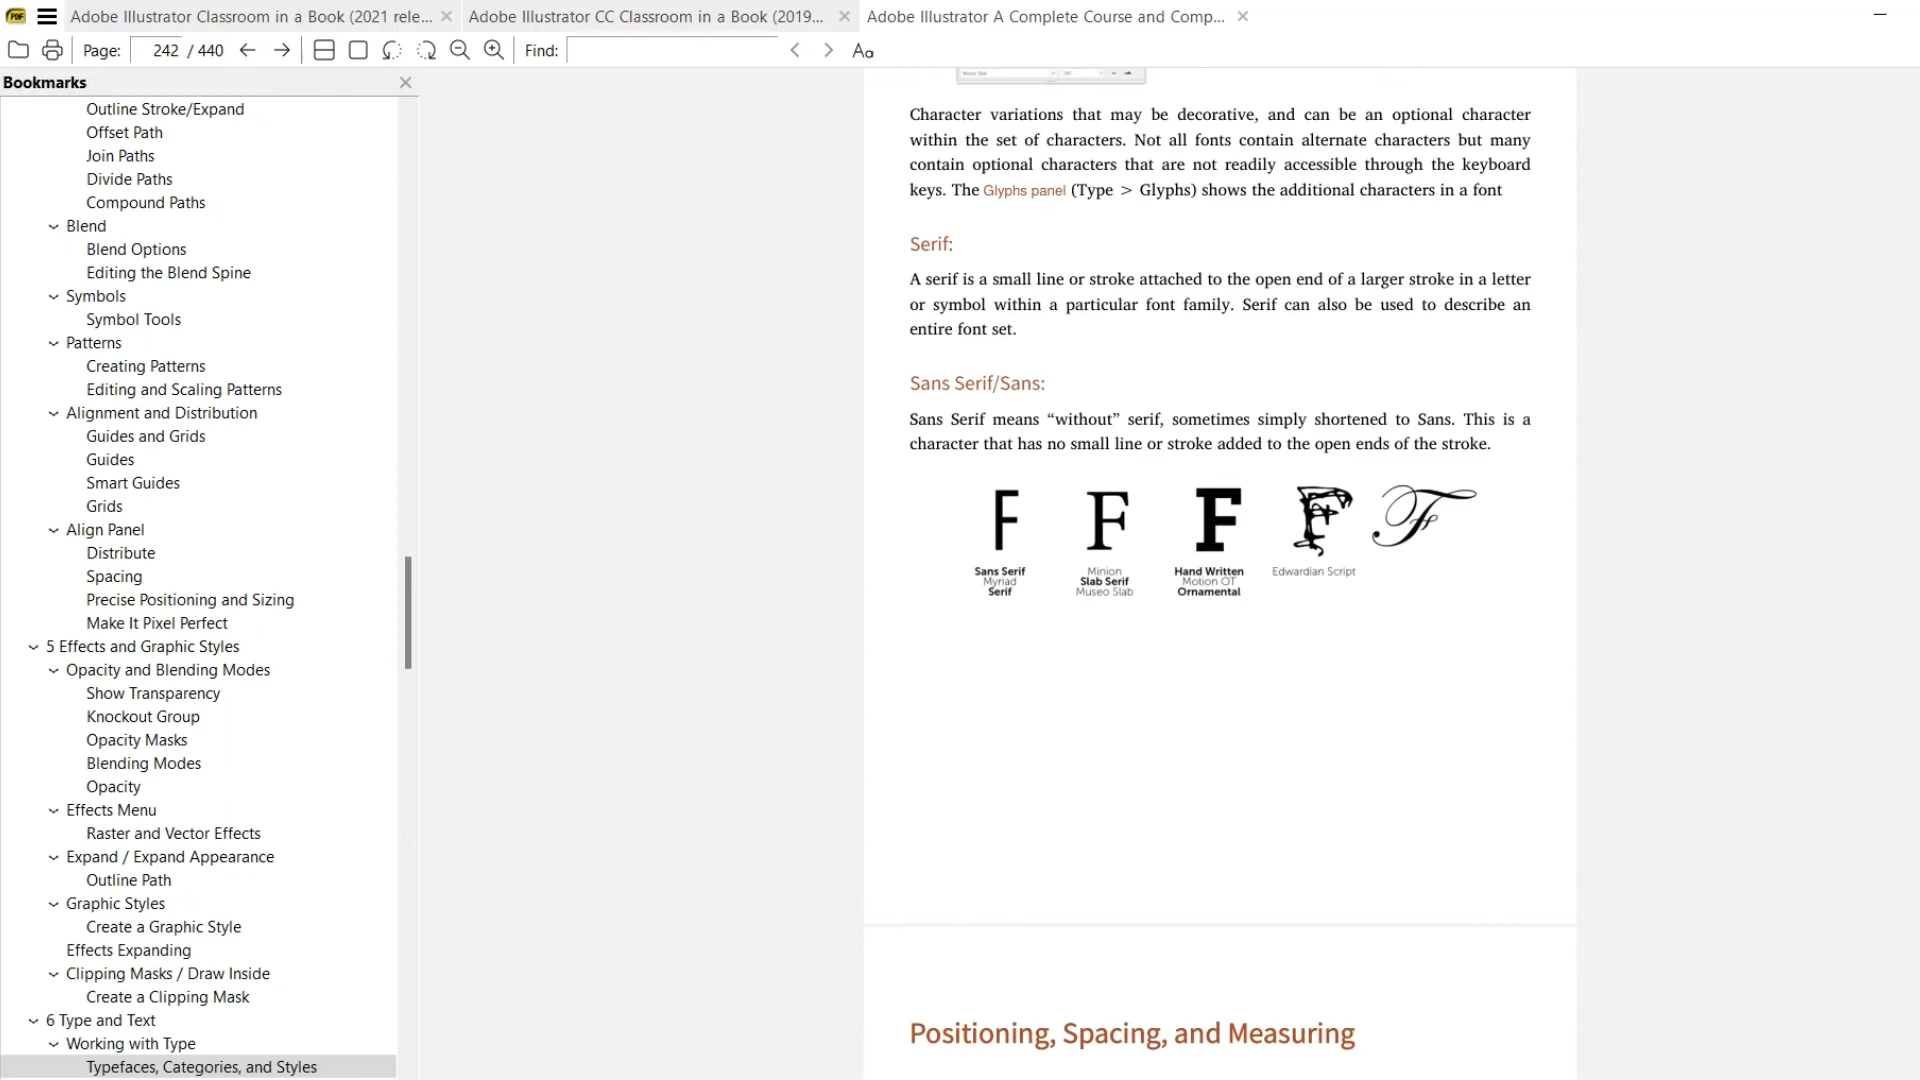 Adobe Illustrator Classroom in a Book (2021 rele...
Adobe Illustrator CC Classroom in a Book (2019...
Adobe Illustrator A Complete Course and Comp...
Page: 242 / 440
Find:
Bookmarks
Outline Stroke/Expand
Offset Path
Join Paths
Divide Paths
Compound Paths
Blend
Blend Options
Editing the Blend Spine
Symbols
Symbol Tools
Patterns
Creating Patterns
Editing and Scaling Patterns
Alignment and Distribution
Guides and Grids
Guides
Smart Guides
Grids
Align Panel
Distribute
Spacing
Precise Positioning and Sizing
Make It Pixel Perfect
5 Effects and Graphic Styles
Opacity and Blending Modes
Show Transparency
Knockout Group
Opacity Masks
Blending Modes
Opacity
Effects Menu
Raster and Vector Effects
Expand / Expand Appearance
Outline Path
Graphic Styles
Create a Graphic Style
Effects Expanding
Clipping Masks / Draw Inside
Create a Clipping Mask
6 Type and Text
Working with Type
Typefaces, Categories, and Styles
Character variations that may be decorative, and can be an optional character
within the set of characters. Not all fonts contain alternate characters but many
contain optional characters that are not readily accessible through the keyboard
keys. The Glyphs panel (Type > Glyphs) shows the additional characters in a font
Serif:
A serif is a small line or stroke attached to the open end of a larger stroke in a letter
or symbol within a particular font family. Serif can also be used to describe an
entire font set.
Sans Serif/Sans:
Sans Serif means “without” serif, sometimes simply shortened to Sans. This is a
character that has no small line or stroke added to the open ends of the stroke.
F F F F F
Sans Serif
Myriad
Serif
Minion
Slab Serif
Museo Slab
Hand Written
Motion OT
Ornamental
Edwardian Script
Positioning, Spacing, and Measuring